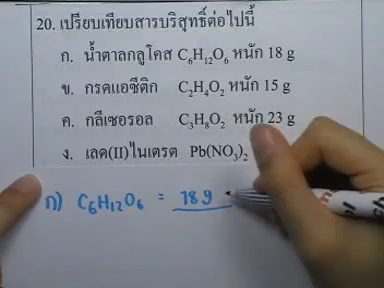 20. เปรียบเทียบสารบริสุทธิ์ต่อไปนี้
ก. น้ำตาลกลูโคส C₆H₁₂O₆ หนัก 18 g
ข. กรดแอซีติก C₂H₄O₂ หนัก 15 g
ค. กลีเซอรอล C₃H₈O₂ หนัก 23 g
ง. เลด(II)ไนเตรต Pb(NO₃)₂
ก) C₆H₁₂O₆ = 18 g